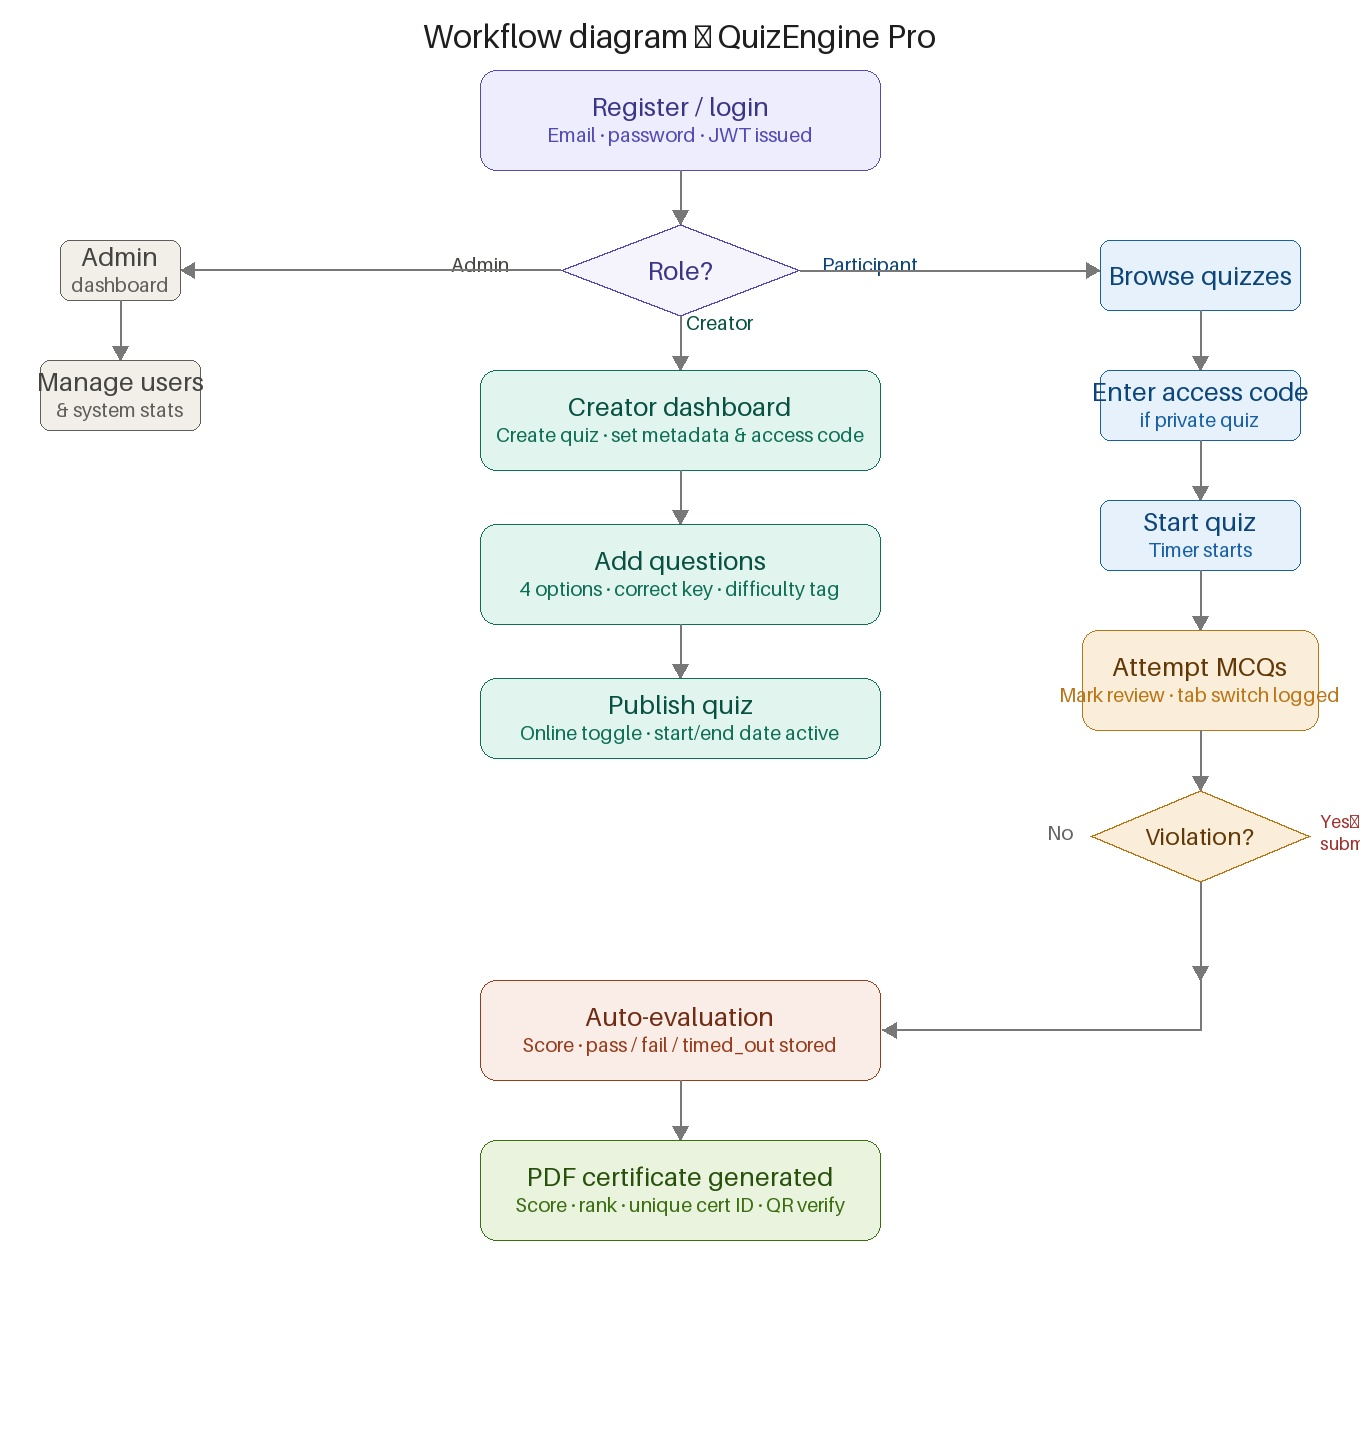 Workflow diagram QuizEngine Pro
Register / login
Email · password · JWT issued
Role?
Admin
Participant
Creator
Admin
dashboard
Manage users
& system stats
Creator dashboard
Create quiz · set metadata & access code
Add questions
4 options · correct key · difficulty tag
Publish quiz
Online toggle · start/end date active
Browse quizzes
Enter access code
if private quiz
Start quiz
Timer starts
Attempt MCQs
Mark review · tab switch logged
Violation?
No
Yes
Auto-evaluation
Score · pass / fail / timed_out stored
PDF certificate generated
Score · rank · unique cert ID · QR verify